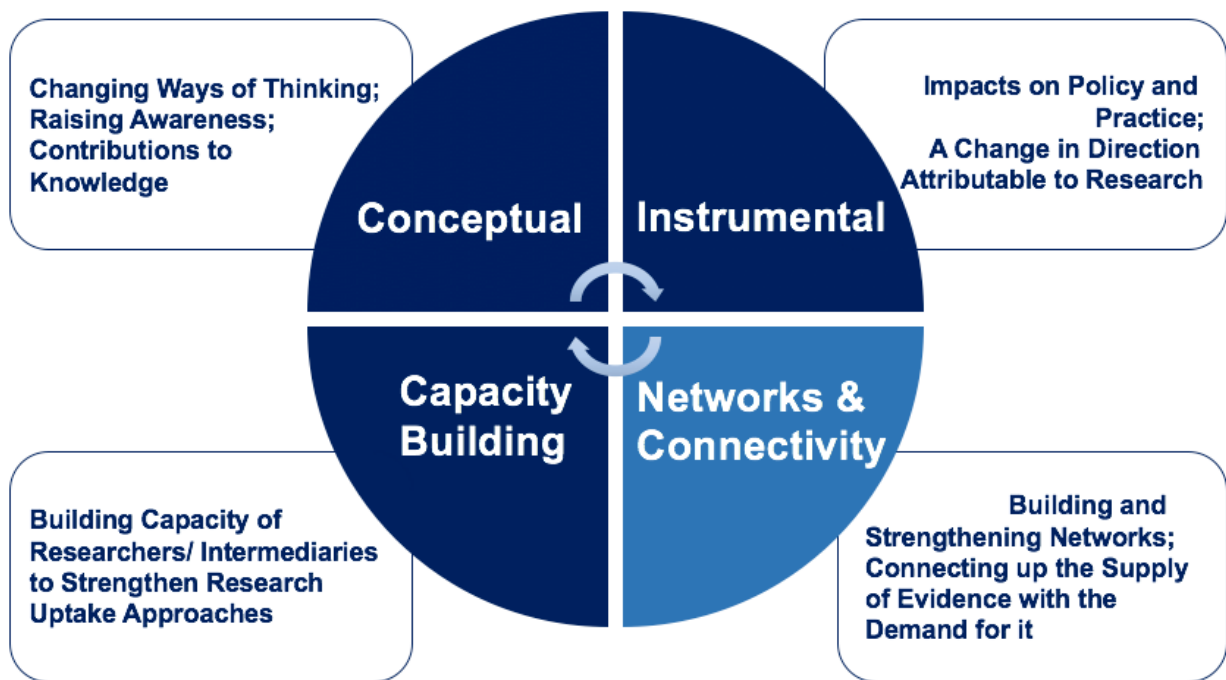 Changing Ways of Thinking;
Raising Awareness;
Contributions to
Knowledge
Conceptual
Instrumental
Impacts on Policy and
Practice;
A Change in Direction
Attributable to Research
Capacity
Building
Networks &
Connectivity
Building Capacity of
Researchers/ Intermediaries
to Strengthen Research
Uptake Approaches
Building and
Strengthening Networks;
Connecting up the Supply
of Evidence with the
Demand for it